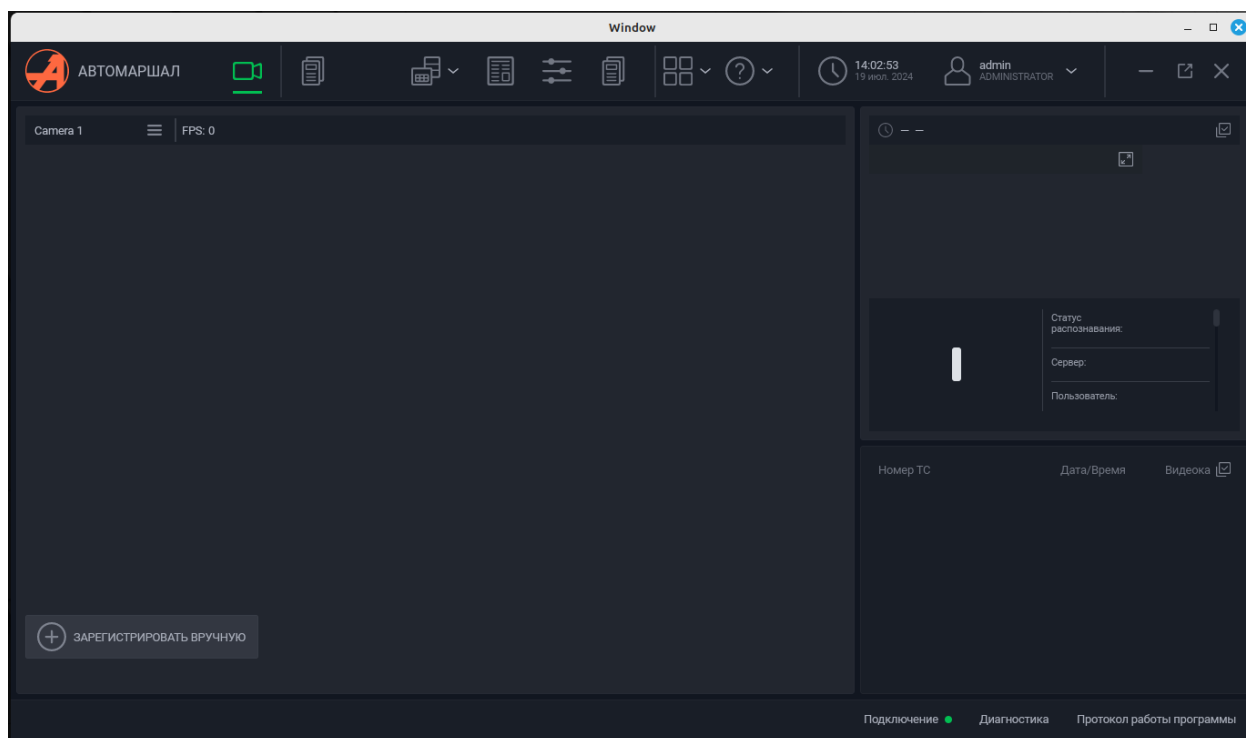 Window
АВТОМАРШАЛ
14:02:53
19 июл. 2024
admin
ADMINISTRATOR
Camera 1
FPS: 0
– –
Статус
распознавания:
Сервер:
Пользователь:
Номер ТС Дата/Время Видеока
ЗАРЕГИСТРИРОВАТЬ ВРУЧНУЮ
Подключение Диагностика Протокол работы программы